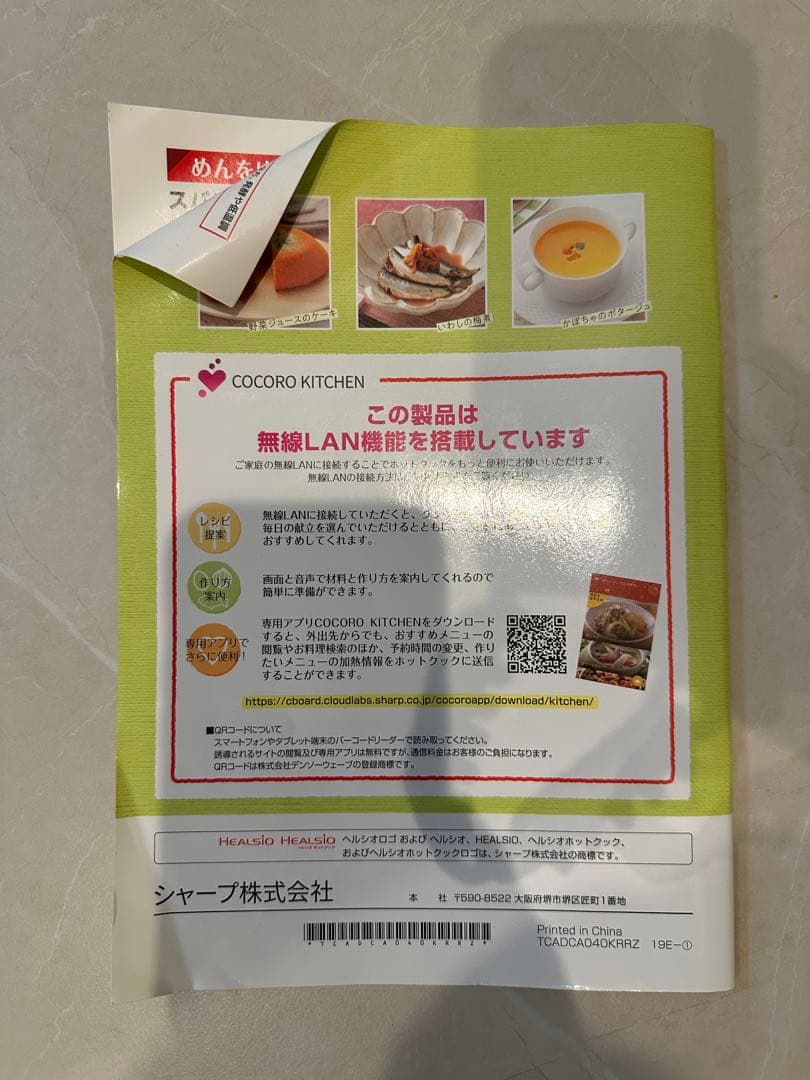 めんをゆ
発酵や低温調
野菜ジュースのケーキ
いわしの梅煮
かぼちゃのポタージュ
COCORO KITCHEN
この製品は
無線LAN機能を搭載しています
ご家庭の無線LANに接続することでホットクックをもっと便利にお使いいただけます。
無線LANの接続方法
レシピ
提案
無線LANに接続していただくと、
毎日の献立を選んでいただけるとともに、
おすすめしてくれます。
作り方
案内
画面と音声で材料と作り方を案内してくれるので
簡単に準備ができます。
専用アプリで
さらに便利!
専用アプリCOCORO KITCHENをダウンロード
すると、外出先からでも、おすすめメニューの
閲覧やお料理検索のほか、予約時間の変更、作り
たいメニューの加熱情報をホットクックに送信
することができます。
https://cboard.cloudlabs.sharp.co.jp/cocoroapp/download/kitchen/
■QRコードについて
スマートフォンやタブレット端末のバーコードリーダーで読み取ってください。
誘導されるサイトの閲覧及び専用アプリは無料ですが、通信料金はお客様のご負担になります。
QRコードは株式会社デンソーウェーブの登録商標です。
HEALSIO HEALSIO ヘルシオロゴ および ヘルシオ、HEALSIO、ヘルシオホットクック、
ヘルシオ ホットクック
およびヘルシオホットクックロゴは、シャープ株式会社の商標です。
シャープ株式会社
本 社 〒590-8522 大阪府堺市堺区匠町1番地
*TCADCA040KRRZ*
Printed in China
TCADCA040KRRZ 19E-①